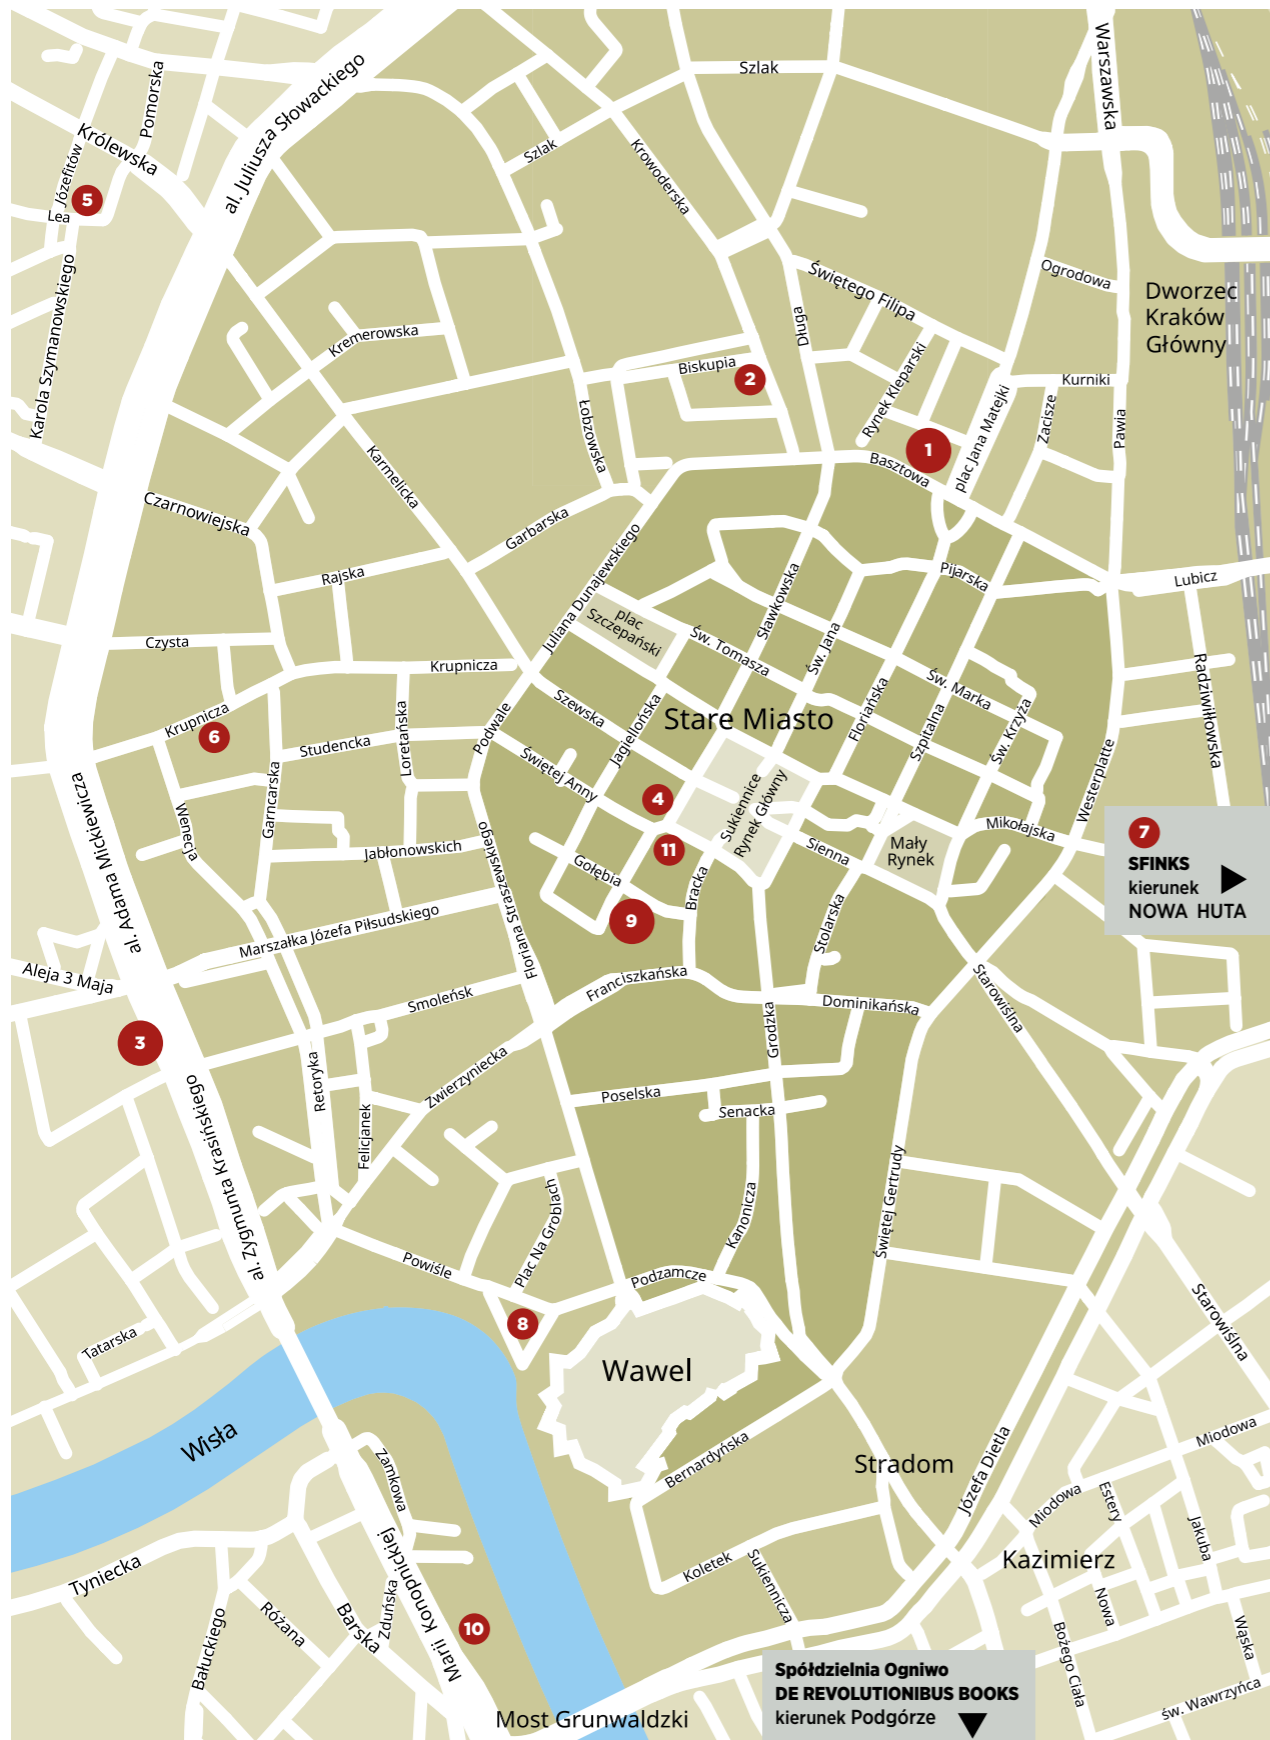 Szlak
Warszawska
Pomorska
al. Juliusza Słowackiego
Królewska
Józefitów
Szlak
Krowoderska
5
Lea
Karola Szymanowskiego
Świętego Filipa
Ogrodowa
Dworzec
Kraków
Główny
Długa
Kremerowska
Biskupia
2
Rynek Kleparski
Kurniki
Łobzowska
plac Jana Matejki
Zacisze
Pawia
1
Basztowa
Karmelicka
Czarnowiejska
Garbarska
Juliana Dunajewskiego
Rajska
Pijarska
Lubicz
Sławkowska
plac
Szczepański
Św. Tomasza
Św. Jana
Czysta
Krupnicza
Św. Marka
Radziwiłłowska
Szewska
Jagiellońska
Stare Miasto
Floriańska
Szpitalna
Św. Krzyża
Krupnicza
6
Studencka
Loretańska
Podwale
Świętej Anny
Westerplatte
al. Adama Mickiewicza
Wenecja
Garncarska
4
Sukiennice
Rynek Główny
Mikołajska
7
SFINKS
kierunek
NOWA HUTA
Jabłonowskich
Floriana Straszewskiego
11
Sienna
Mały
Rynek
Gołębia
Bracka
9
Stolarska
Marszałka Józefa Piłsudskiego
Aleja 3 Maja
Smoleńsk
Franciszkańska
Dominikańska
Starowiślna
3
Grodzka
Retoryka
Zwierzyniecka
Poselska
Senacka
Felicjanek
al. Zygmunta Krasińskiego
Świętej Gertrudy
Kanonicza
Plac Na Groblach
Powiśle
Podzamcze
8
Starowiślna
Tatarska
Wawel
Wisła
Bernardyńska
Stradom
Józefa Dietla
Miodowa
Zamkowa
Miodowa
Estery
Jakuba
Tyniecka
Marii Konopnickiej
Koletek
Sukiennicza
Kazimierz
Nowa
Zduńska
Bałuckiego
Różana
Barska
10
Bożego Ciała
Wąska
Spółdzielnia Ogniwo
DE REVOLUTIONIBUS BOOKS
kierunek Podgórze
św. Wawrzyńca
Most Grunwaldzki